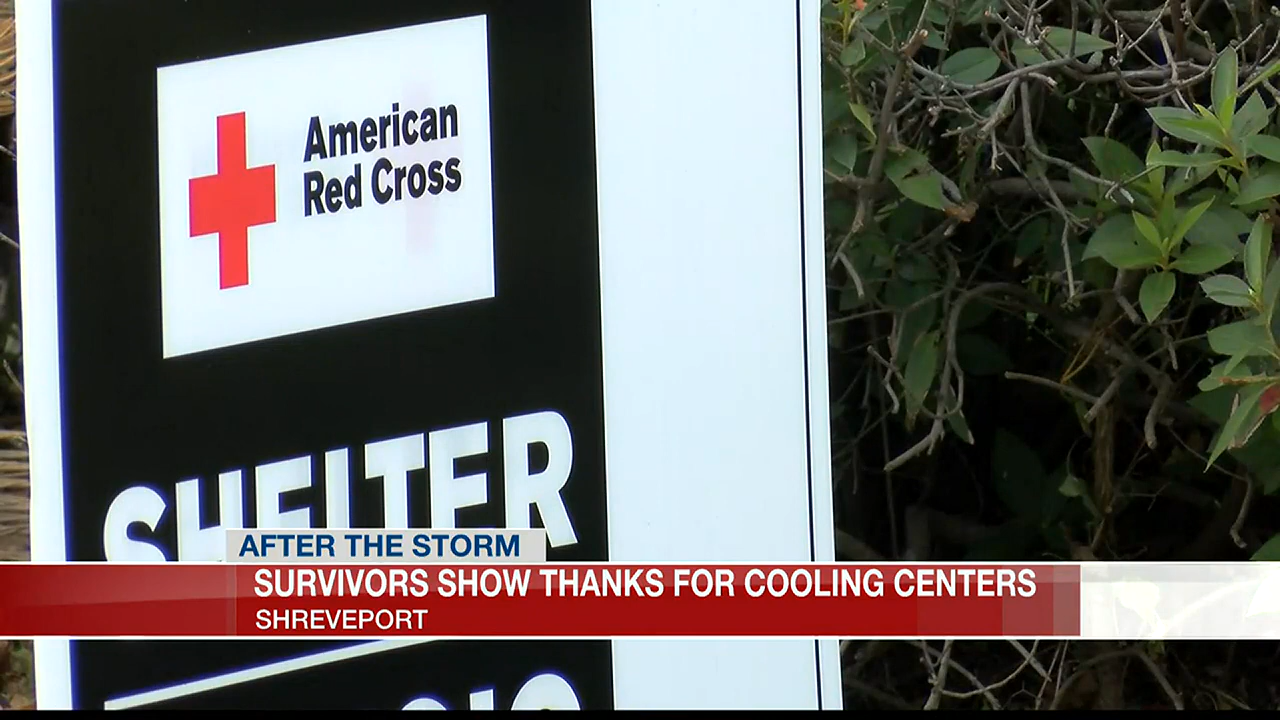 American
Red Cross
SHELTER
AFTER THE STORM
SURVIVORS SHOW THANKS FOR COOLING CENTERS
SHREVEPORT